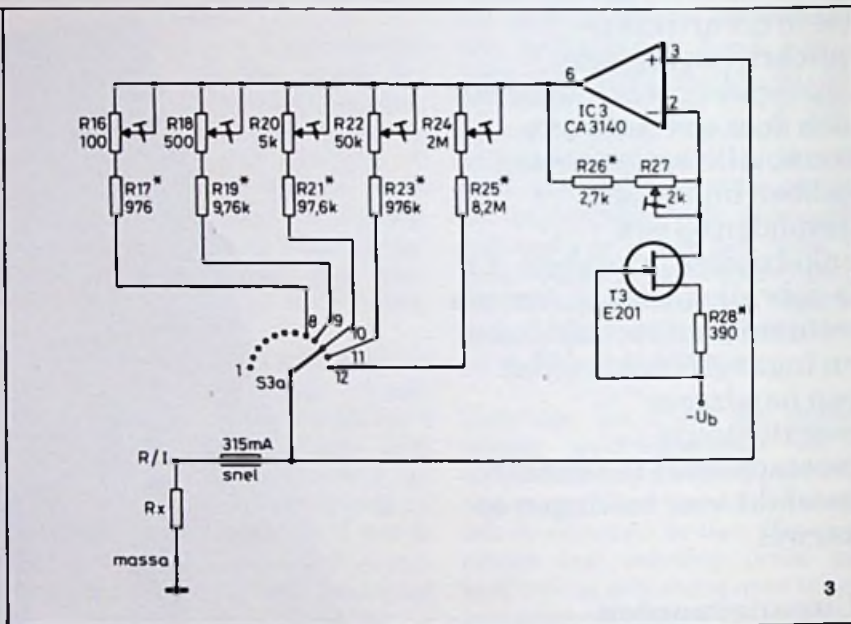 3
6
+
-
2
IC3
CA3140
R16
100
R18
500
R20
5k
R22
50k
R24
2M
R26*
2,7k
R27
2k
R17*
976
R19*
9,76k
R21*
97,6k
R23*
976k
R25*
8,2M
T3
E201
R28*
390
-Ub
1
8
9
10
11
12
S3a
R/I
315mA
snel
Rx
massa
3